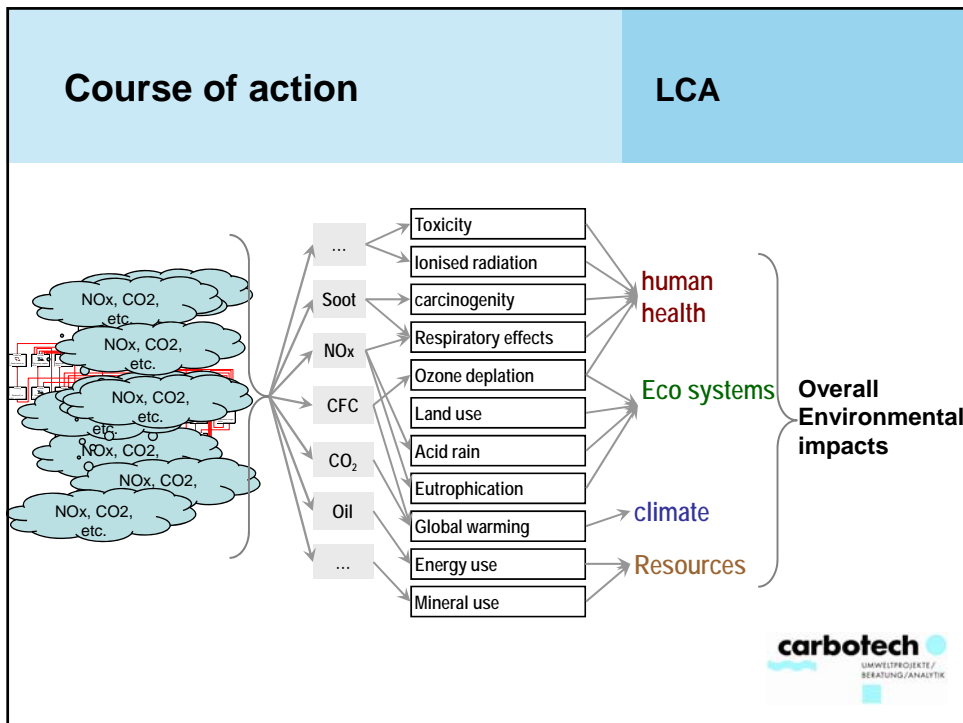 Course of action
LCA
NOx, CO2,
etc.
NOx, CO2,
etc.
NOx, CO2,
etc.
etc.
NOx, CO2,
NOx, CO2,
NOx, CO2,
etc.
...
Soot
NOx
CFC
CO₂
Oil
...
Toxicity
Ionised radiation
carcinogenity
Respiratory effects
Ozone deplation
Land use
Acid rain
Eutrophication
Global warming
Energy use
Mineral use
human
health
Eco systems
climate
Resources
Overall
Environmental
impacts
carbotech
UMWELTPROJEKTE/
BERATUNG/ANALYTIK